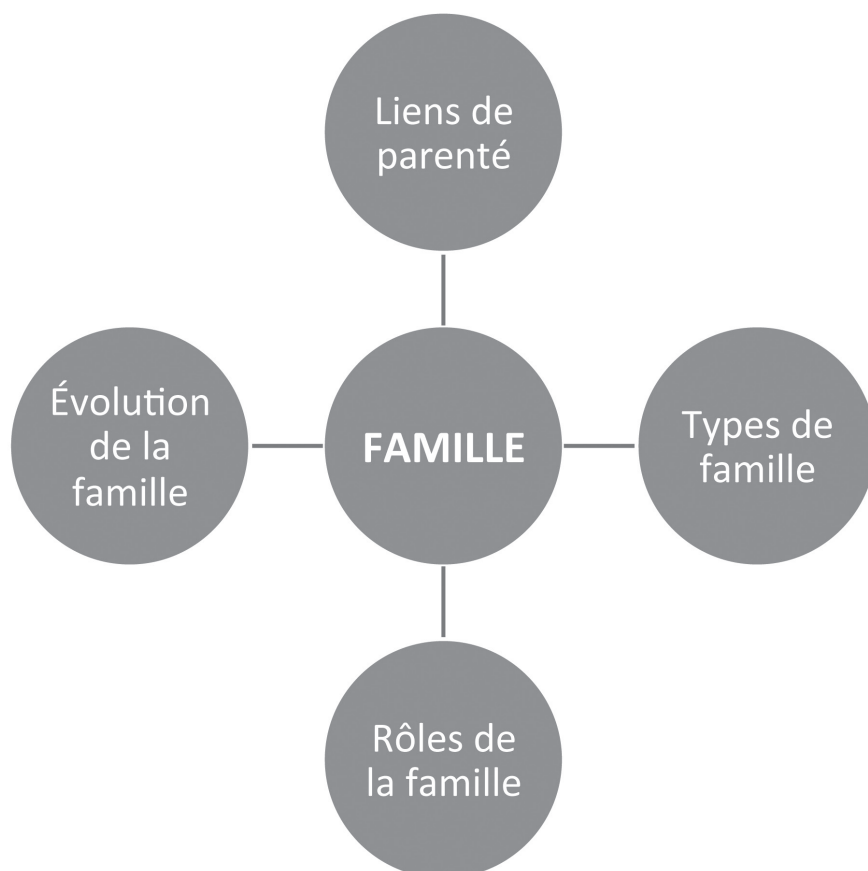 Liens de
parenté
Évolution
de la
famille
FAMILLE
Types de
famille
Rôles de
la famille